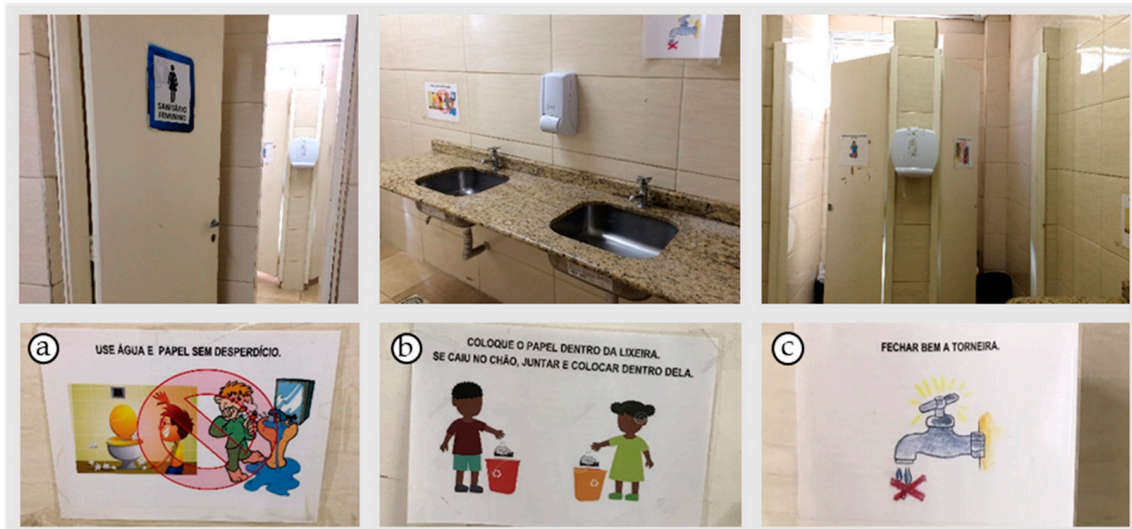 SANITÁRIO
FEMININO
a
USE ÁGUA E PAPEL SEM DESPERDÍCIO.
b
COLOQUE O PAPEL DENTRO DA LIXEIRA.
SE CAIU NO CHÃO, JUNTAR E COLOCAR DENTRO DELA.
c
FECHAR BEM A TORNEIRA.